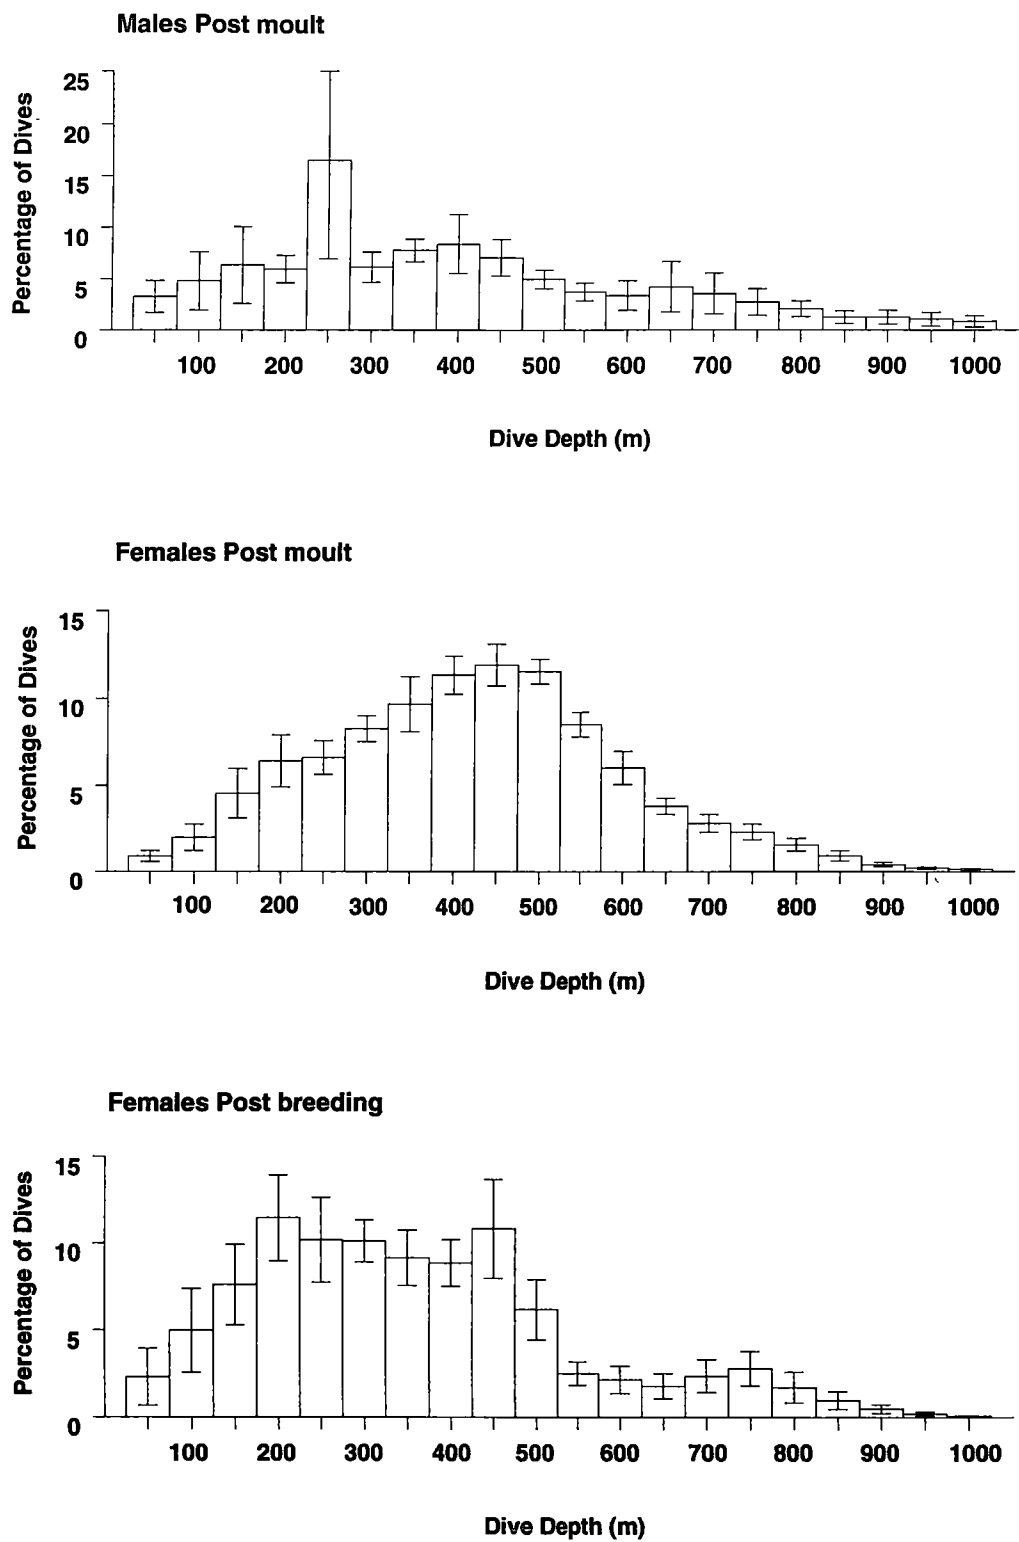 Males Post moult
Percentage of Dives
25
20
15
10
5
0
100 200 300 400 500 600 700 800 900 1000
Dive Depth (m)
Females Post moult
Percentage of Dives
15
10
5
0
100 200 300 400 500 600 700 800 900 1000
Dive Depth (m)
Females Post breeding
Percentage of Dives
15
10
5
0
100 200 300 400 500 600 700 800 900 1000
Dive Depth (m)